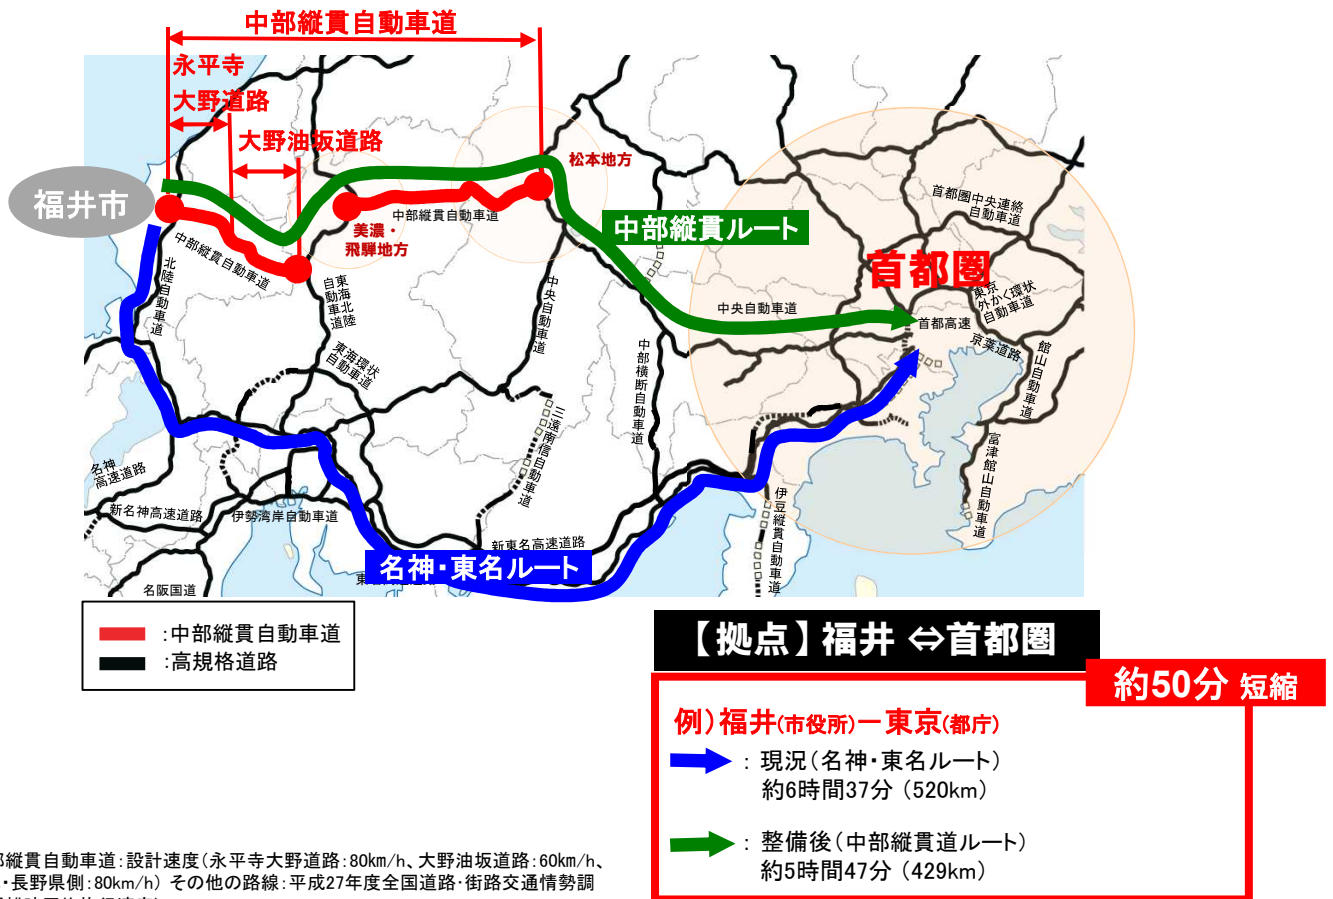 中部縦貫自動車道
永平寺
大野道路
大野油坂道路
福井市
松本地方
中部縦貫自動車道
美濃・
飛騨地方
中部縦貫自動車道
北陸自動車道
東海北陸
自動車道
中央自動車道
中部縦貫ルート
首都圏中央連絡
自動車道
首都圏
東京
外かく環状
自動車道
中央自動車道
首都高速
京葉道路
館山自動車道
東海環状
自動車道
中部横断自動車道
三遠南信自動車道
富津館山自動車道
名神
高速道路
新名神高速道路
伊勢湾岸自動車道
新東名高速道路
伊豆縦貫自動車道
名神・東名ルート
名阪国道
:中部縦貫自動車道
:高規格道路
【拠点】福井⇔首都圏
約50分 短縮
例)福井(市役所)ー東京(都庁)
: 現況(名神・東名ルート)
約6時間37分 (520km)
: 整備後(中部縦貫道ルート)
約5時間47分 (429km)
縦貫自動車道:設計速度(永平寺大野道路:80km/h、大野油坂道路:60km/h、
・長野県側:80km/h) その他の路線:平成27年度全国道路・街路交通情勢調